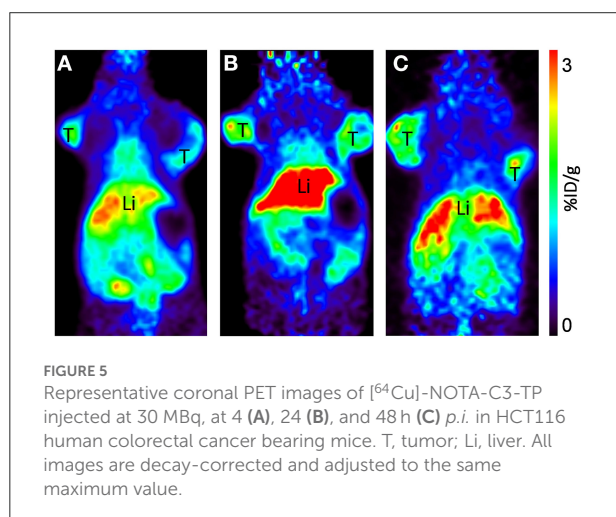 A
B
C
3
T
T
T
T
T
T
Li
Li
Li
%ID/g
0
FIGURE 5
Representative coronal PET images of [64Cu]-NOTA-C3-TP
injected at 30 MBq, at 4 (A), 24 (B), and 48 h (C) p.i. in HCT116
human colorectal cancer bearing mice. T, tumor; Li, liver. All
images are decay-corrected and adjusted to the same
maximum value.